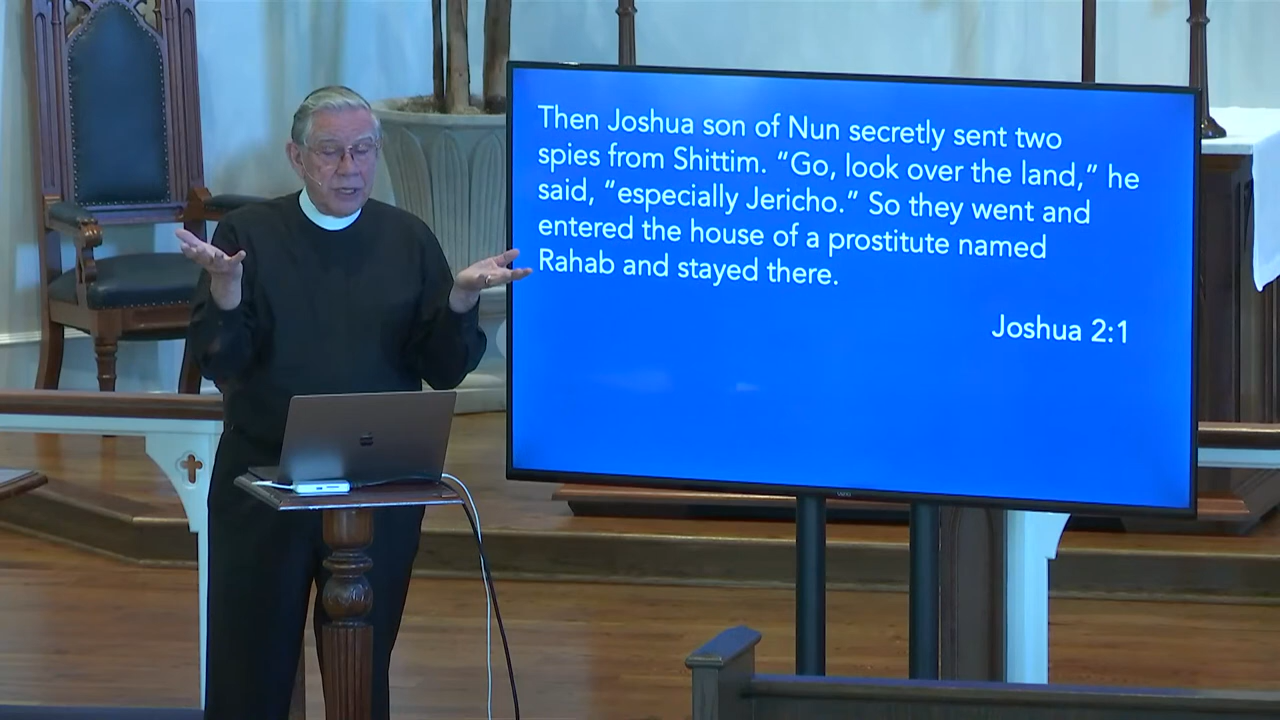 Then Joshua son of Nun secretly sent two
spies from Shittim. “Go, look over the land,” he
said, “especially Jericho.” So they went and
entered the house of a prostitute named
Rahab and stayed there.
Joshua 2:1